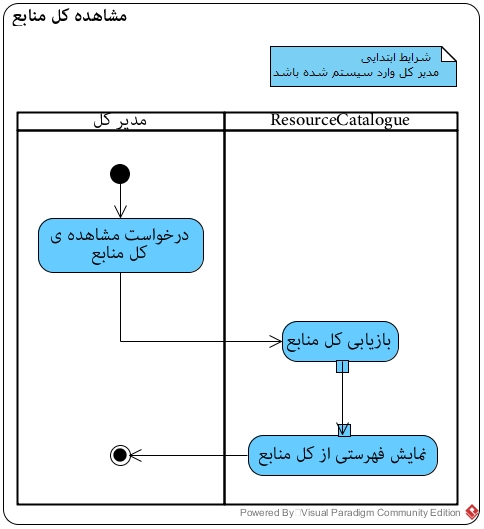 مشاهده کل منابع
شرایط ابتدایی
مدیر کل وارد سیستم شده باشد
مدیر کل
ResourceCatalogue
درخواست مشاهده ی
کل منابع
بازیابی کل منابع
نمایش فهرستی از کل منابع
Powered By Visual Paradigm Community Edition